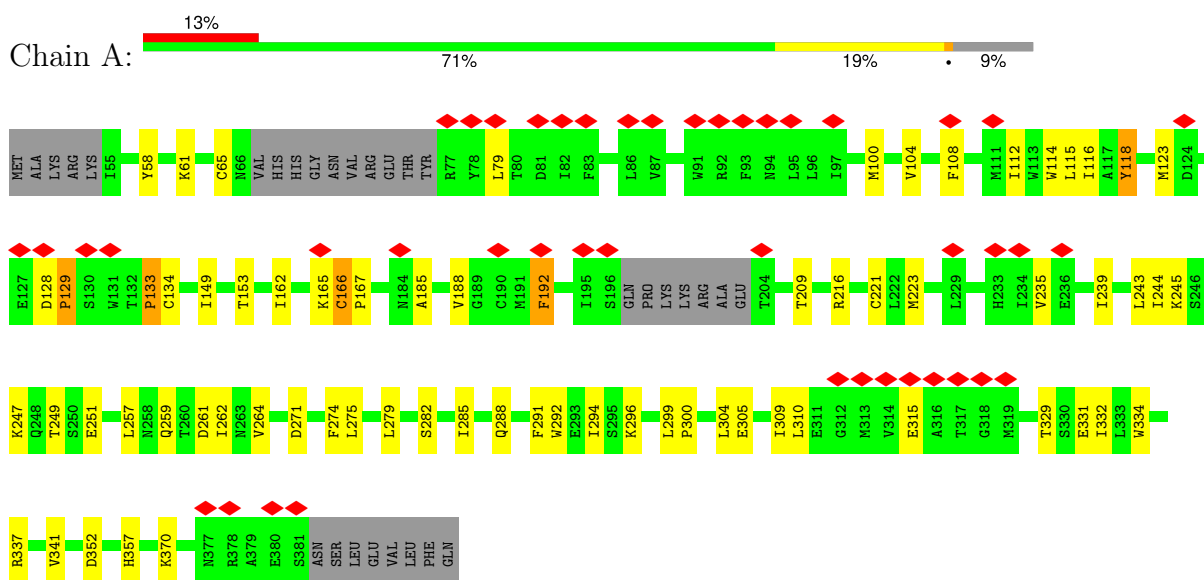 13%
Chain A:
71% 19% • 9%
MET ALA LYS ARG LYS I55 Y58 K61 C65 N66 VAL HIS HIS GLY ASN VAL ARG GLU THR TYR R77 Y78 L79 T80 D81 I82 F83 L86 V87 W91 R92 F93 N94 L95 L96 I97 M100 V104 F108 M111 I112 W113 W114 L115 I116 A117 Y118 M123 D124
E127 D128 P129 S130 W131 T132 P133 C134 I149 T153 I162 K165 C166 P167 N184 A185 V188 G189 C190 M191 F192 I195 S196 GLN PRO LYS LYS ARG ALA GLU T204 T209 R216 C221 L222 M223 L229 H233 I234 V235 E236 I239 L243 I244 K245 S246
K247 Q248 T249 S250 E251 L257 N258 Q259 T260 D261 I262 N263 V264 D271 F274 L275 L279 S282 I285 Q288 F291 W292 E293 I294 S295 K296 L299 P300 L304 E305 I309 L310 E311 G312 M313 V314 E315 A316 T317 G318 M319 T329 S330 E331 I332 L333 W334
R337 V341 D352 H357 K370 N377 R378 A379 E380 S381 ASN SER LEU GLU VAL LEU PHE GLN